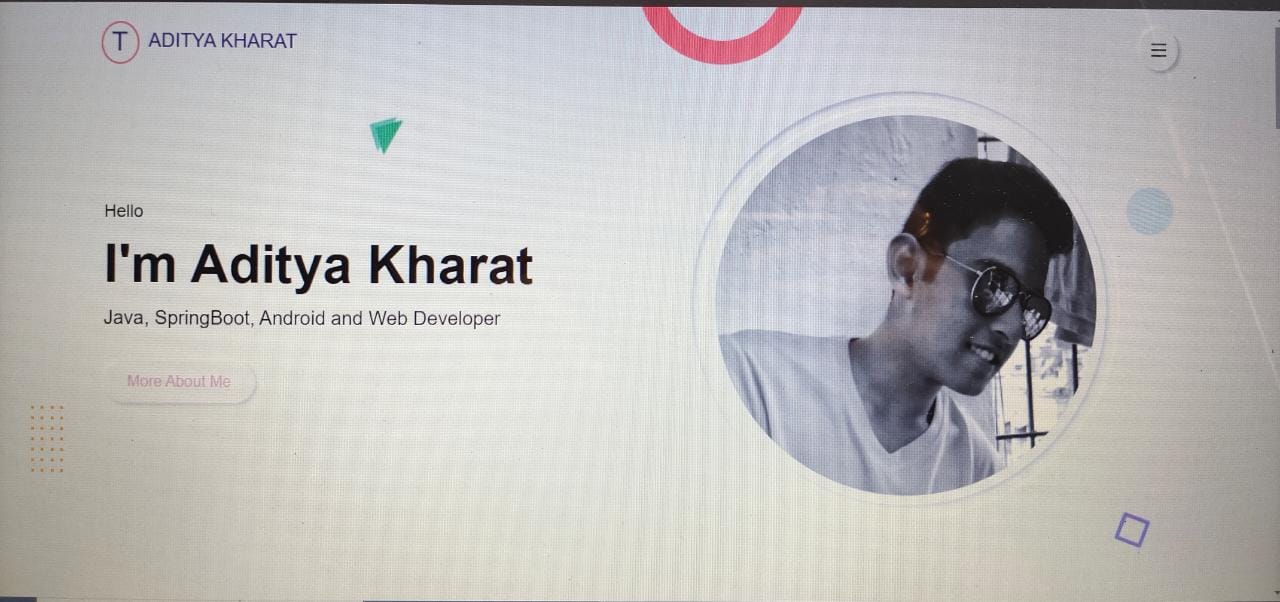 T ADITYA KHARAT
Hello
I'm Aditya Kharat
Java, SpringBoot, Android and Web Developer
More About Me